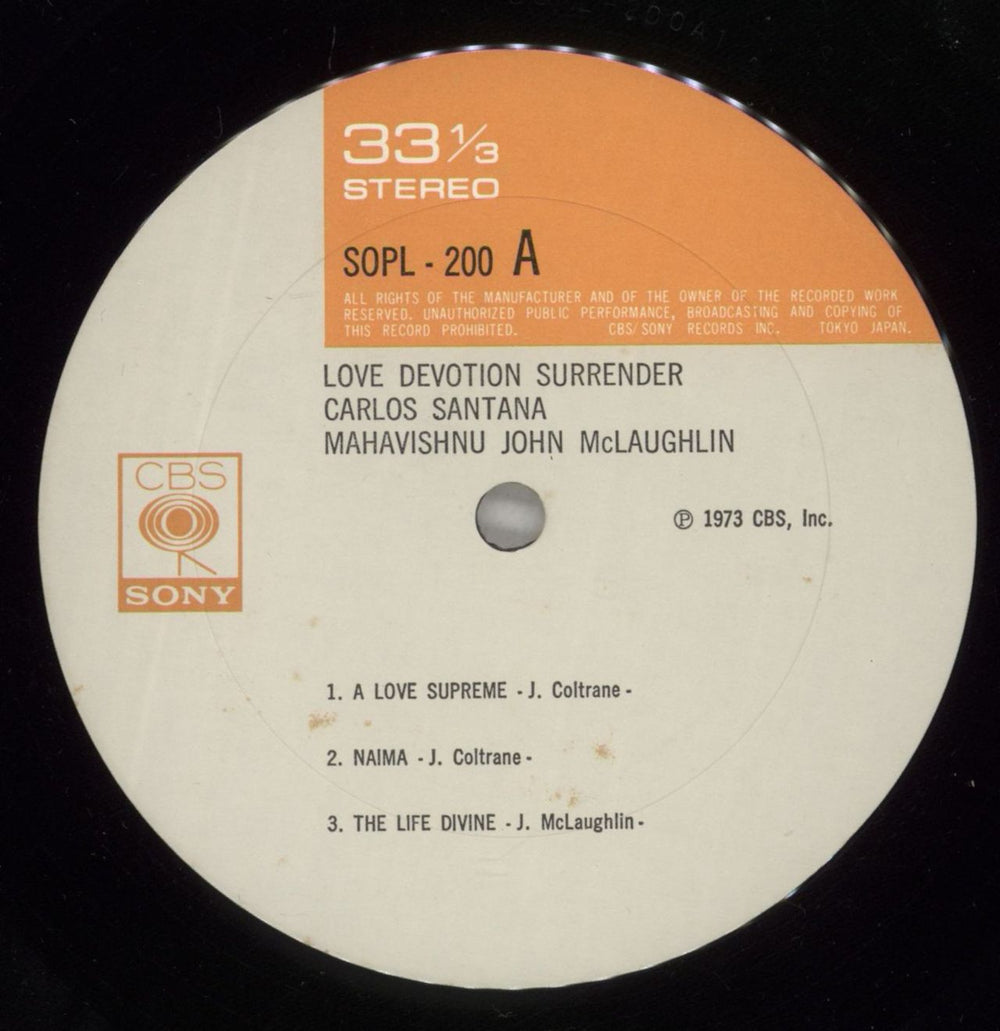 33 1/3
STEREO
SOPL - 200 A
ALL RIGHTS OF THE MANUFACTURER AND OF THE OWNER OF THE RECORDED WORK
RESERVED. UNAUTHORIZED PUBLIC PERFORMANCE, BROADCASTING AND COPYING OF
THIS RECORD PROHIBITED. CBS/SONY RECORDS INC. TOKYO JAPAN.
LOVE DEVOTION SURRENDER
CARLOS SANTANA
MAHAVISHNU JOHN McLAUGHLIN
CBS
SONY
℗ 1973 CBS, Inc.
1. A LOVE SUPREME - J. Coltrane -
2. NAIMA - J. Coltrane -
3. THE LIFE DIVINE - J. McLaughlin -